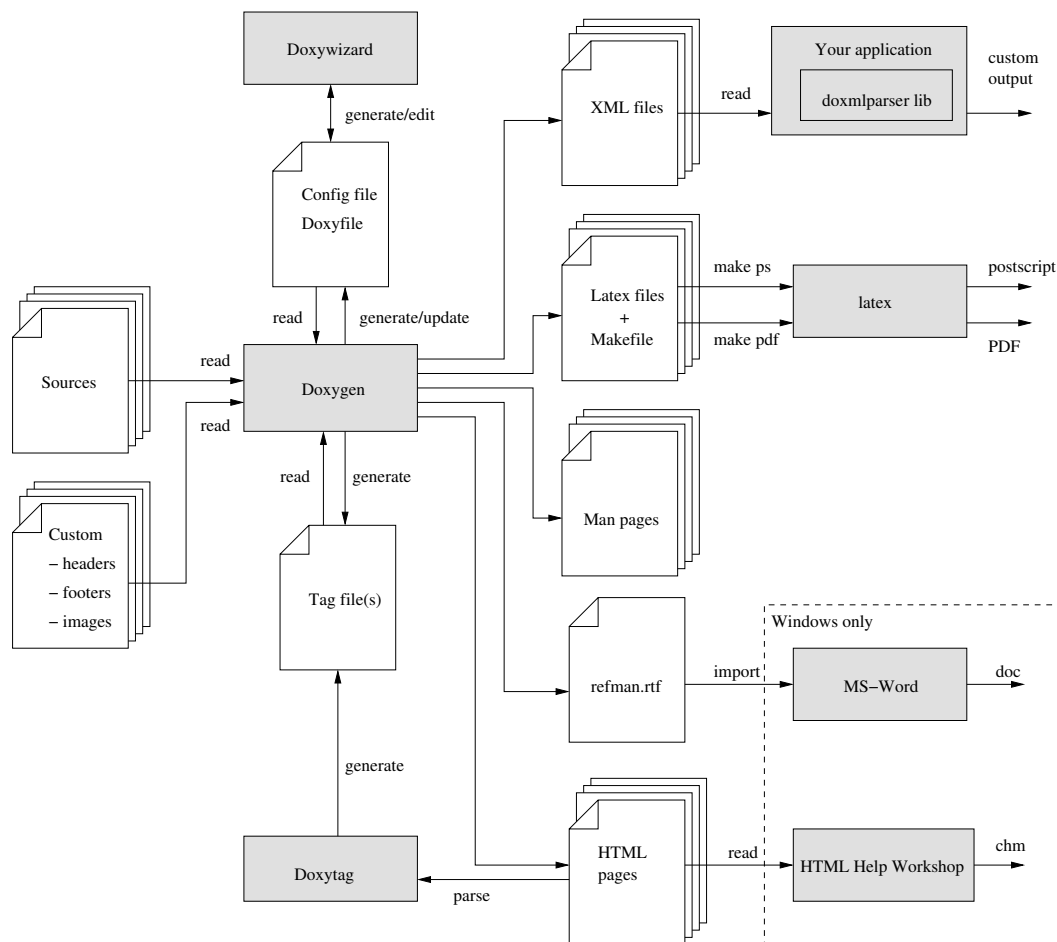 Doxywizard
generate/edit
Config file
Doxyfile
read
generate/update
Sources
read
Doxygen
read
Custom
– headers
– footers
– images
read
generate
Tag file(s)
generate
Doxytag
parse
XML files
read
Your application
doxmlparser lib
custom
output
Latex files
+
Makefile
make ps
make pdf
latex
postscript
PDF
Man pages
refman.rtf
import
Windows only
MS–Word
doc
HTML
pages
read
HTML Help Workshop
chm